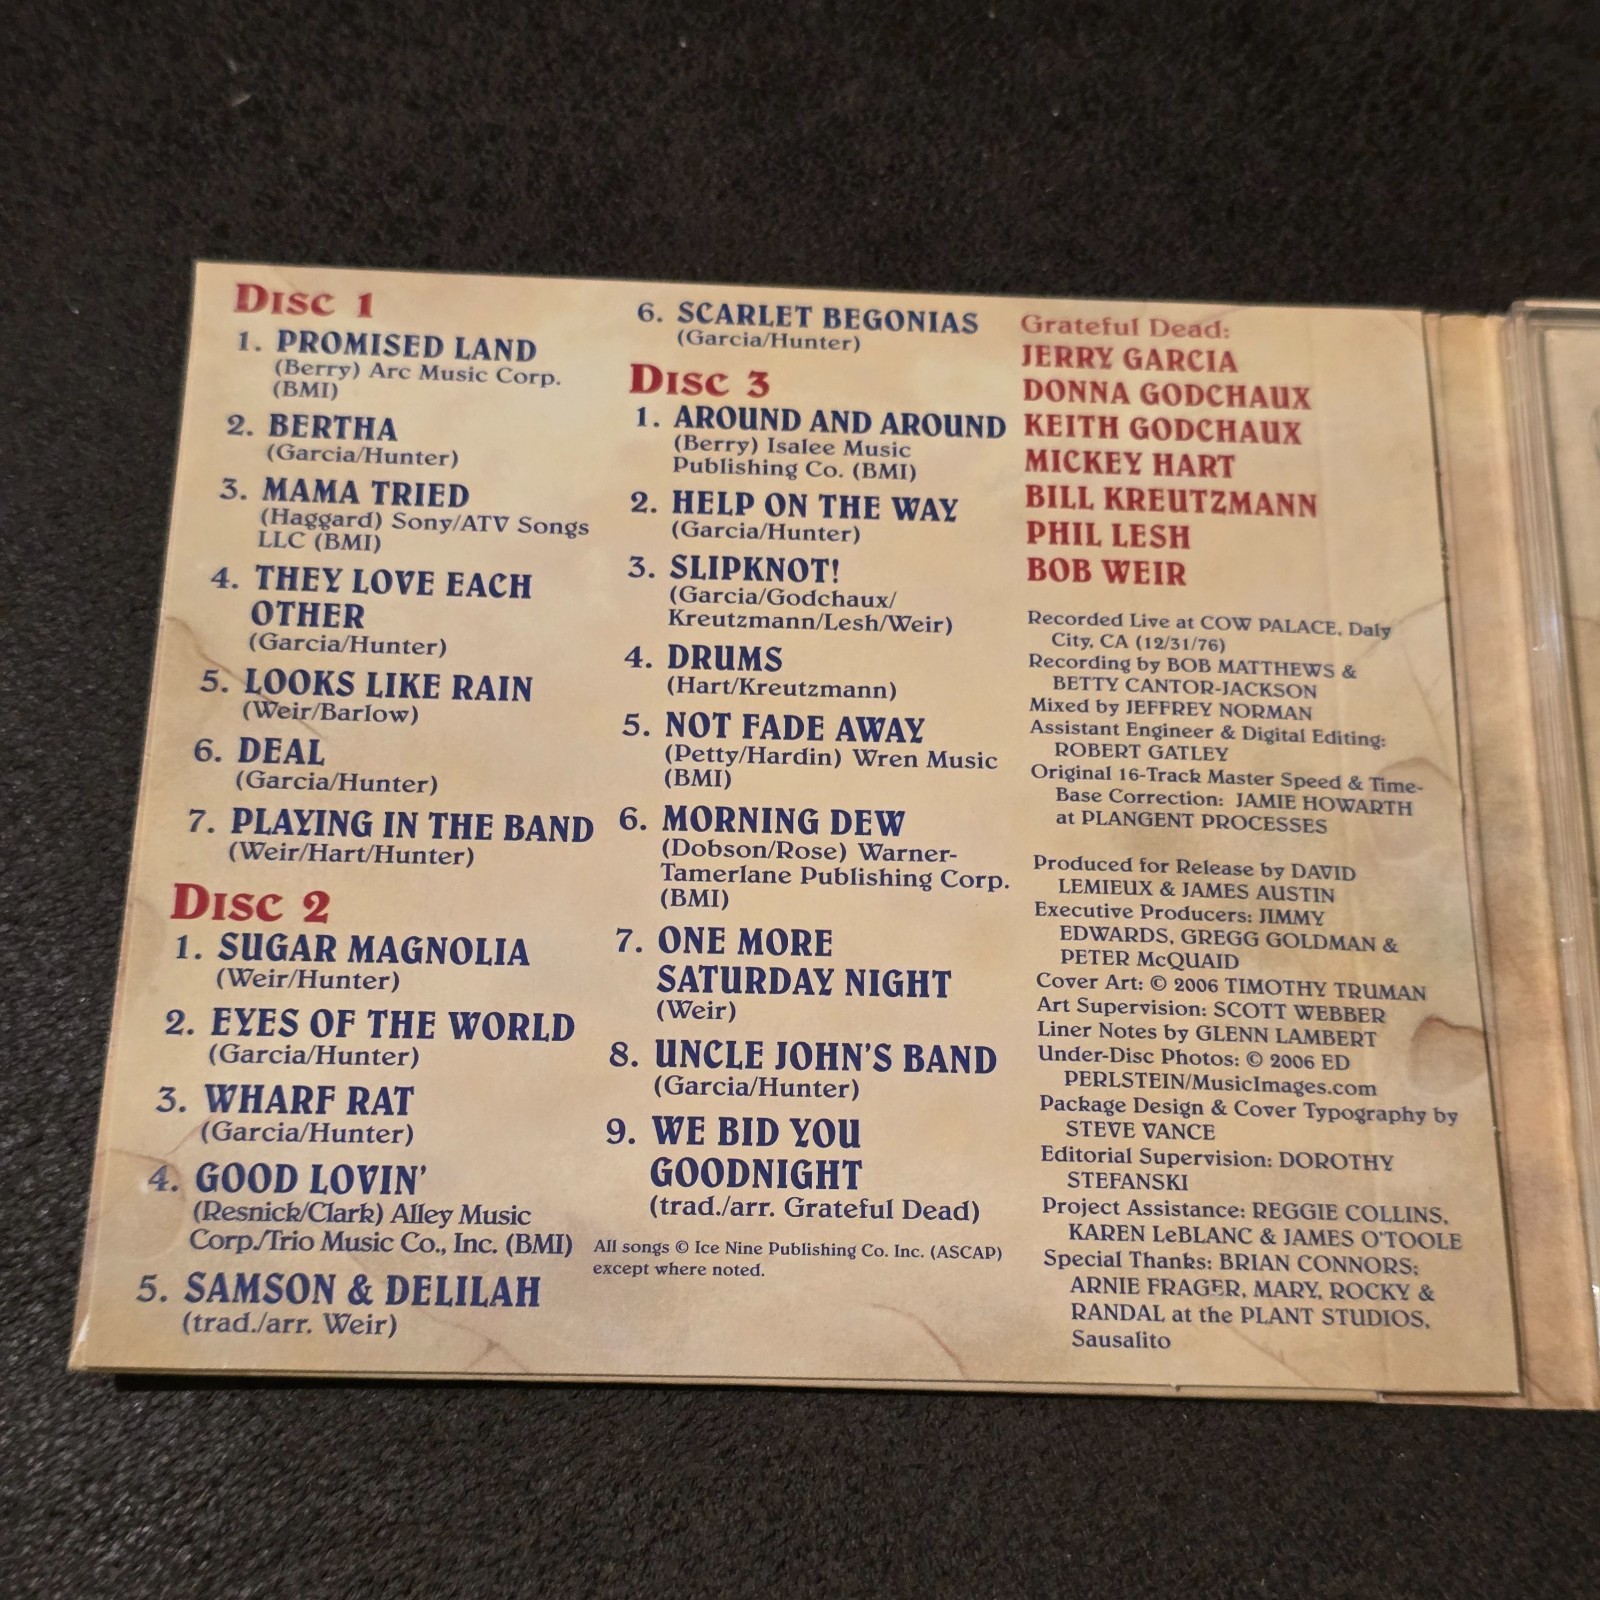 Disc 1
1. PROMISED LAND
(Berry) Arc Music Corp.
(BMI)
2. BERTHA
(Garcia/Hunter)
3. MAMA TRIED
(Haggard) Sony/ATV Songs
LLC (BMI)
4. THEY LOVE EACH
OTHER
(Garcia/Hunter)
5. LOOKS LIKE RAIN
(Weir/Barlow)
6. DEAL
(Garcia/Hunter)
7. PLAYING IN THE BAND
(Weir/Hart/Hunter)
Disc 2
1. SUGAR MAGNOLIA
(Weir/Hunter)
2. EYES OF THE WORLD
(Garcia/Hunter)
3. WHARF RAT
(Garcia/Hunter)
4. GOOD LOVIN'
(Resnick/Clark) Alley Music
Corp./Trio Music Co., Inc. (BMI)
5. SAMSON & DELILAH
(trad./arr. Weir)
6. SCARLET BEGONIAS
(Garcia/Hunter)
Disc 3
1. AROUND AND AROUND
(Berry) Isalee Music
Publishing Co. (BMI)
2. HELP ON THE WAY
(Garcia/Hunter)
3. SLIPKNOT!
(Garcia/Godchaux/
Kreutzmann/Lesh/Weir)
4. DRUMS
(Hart/Kreutzmann)
5. NOT FADE AWAY
(Petty/Hardin) Wren Music
(BMI)
6. MORNING DEW
(Dobson/Rose) Warner-
Tamerlane Publishing Corp.
(BMI)
7. ONE MORE
SATURDAY NIGHT
(Weir)
8. UNCLE JOHN'S BAND
(Garcia/Hunter)
9. WE BID YOU
GOODNIGHT
(trad./arr. Grateful Dead)
All songs © Ice Nine Publishing Co. Inc. (ASCAP)
except where noted.
Grateful Dead:
JERRY GARCIA
DONNA GODCHAUX
KEITH GODCHAUX
MICKEY HART
BILL KREUTZMANN
PHIL LESH
BOB WEIR
Recorded Live at COW PALACE, Daly
City, CA (12/31/76)
Recording by BOB MATTHEWS &
BETTY CANTOR-JACKSON
Mixed by JEFFREY NORMAN
Assistant Engineer & Digital Editing:
ROBERT GATLEY
Original 16-Track Master Speed & Time-
Base Correction: JAMIE HOWARTH
at PLANGENT PROCESSES
Produced for Release by DAVID
LEMIEUX & JAMES AUSTIN
Executive Producers: JIMMY
EDWARDS, GREGG GOLDMAN &
PETER McQUAID
Cover Art: © 2006 TIMOTHY TRUMAN
Art Supervision: SCOTT WEBBER
Liner Notes by GLENN LAMBERT
Under-Disc Photos: © 2006 ED
PERLSTEIN/MusicImages.com
Package Design & Cover Typography by
STEVE VANCE
Editorial Supervision: DOROTHY
STEFANSKI
Project Assistance: REGGIE COLLINS,
KAREN LeBLANC & JAMES O'TOOLE
Special Thanks: BRIAN CONNORS;
ARNIE FRAGER, MARY, ROCKY &
RANDAL at the PLANT STUDIOS,
Sausalito